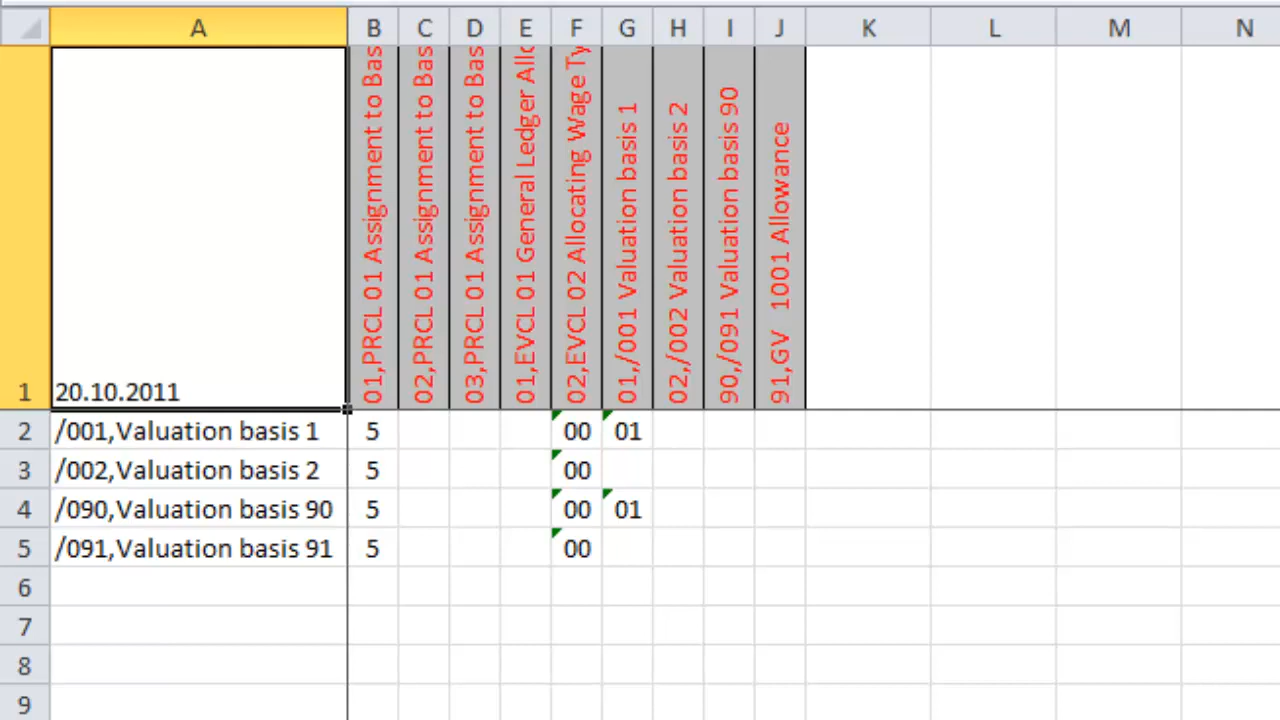 A B C D E F G H I J K L M N
1 20.10.2011
01,PRCL 01 Assignment to Bas
02,PRCL 01 Assignment to Bas
03,PRCL 01 Assignment to Bas
01,EVCL 01 General Ledger Allo
02,EVCL 02 Allocating Wage Ty
01,/001 Valuation basis 1
02,/002 Valuation basis 2
90,/091 Valuation basis 90
91,GV 1001 Allowance
2 /001,Valuation basis 1 5 00 01
3 /002,Valuation basis 2 5 00
4 /090,Valuation basis 90 5 00 01
5 /091,Valuation basis 91 5 00
6
7
8
9